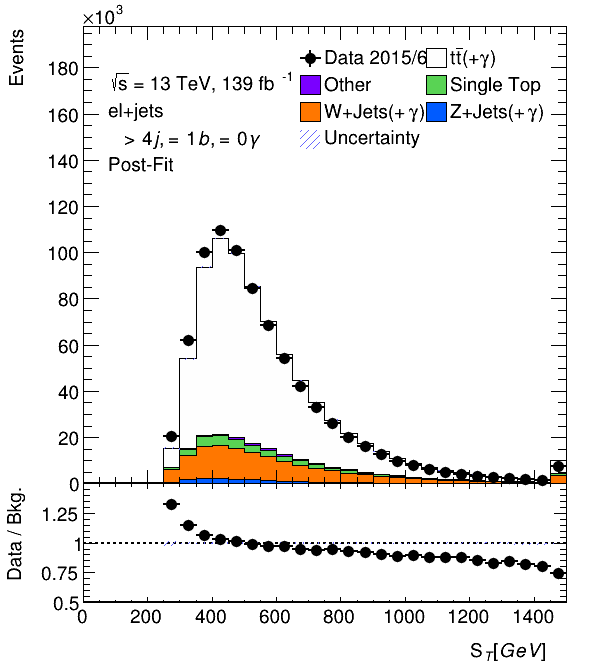 ×10³
Events
Data 2015/6
tt̄(+γ)
√s = 13 TeV, 139 fb⁻¹
Other
Single Top
el+jets
W+Jets(+γ)
Z+Jets(+γ)
> 4j, = 1b, = 0γ
Uncertainty
Post-Fit
180
160
140
120
100
80
60
40
20
0
Data / Bkg.
1.25
1
0.75
0.5
0 200 400 600 800 1000 1200 1400
S_T[GeV]